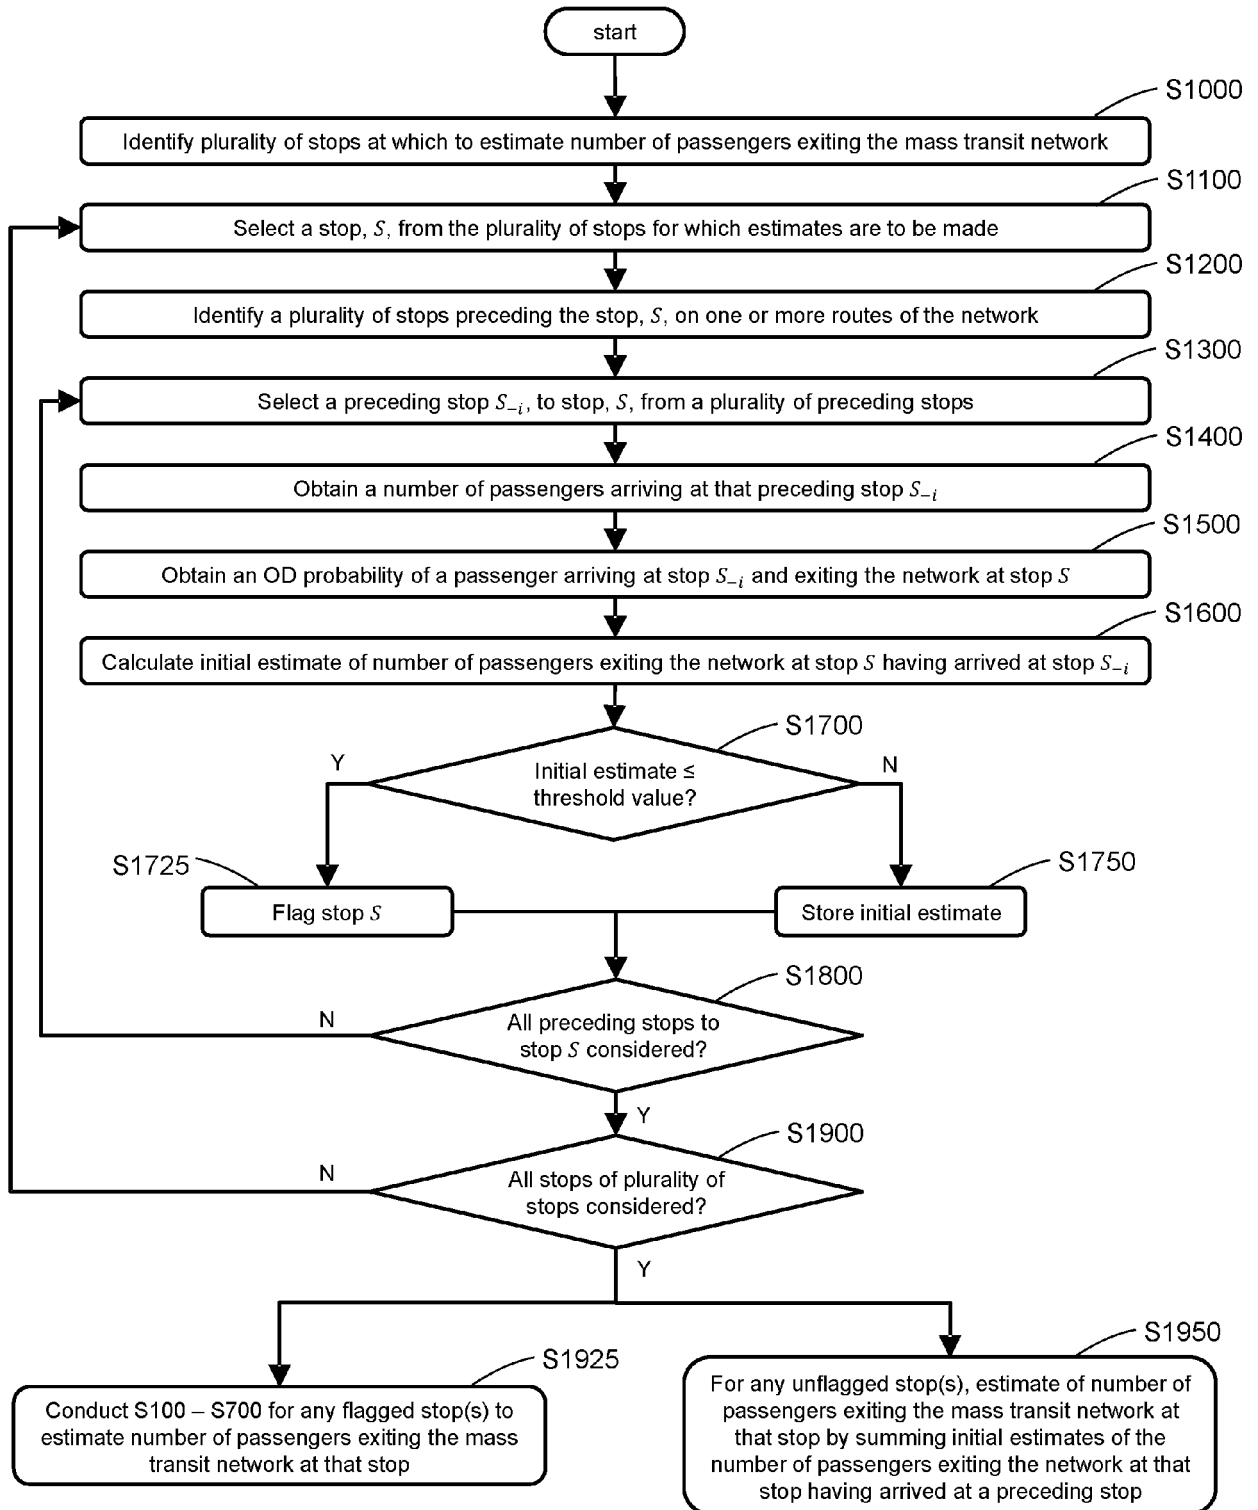 start
S1000
Identify plurality of stops at which to estimate number of passengers exiting the mass transit network
S1100
Select a stop, S, from the plurality of stops for which estimates are to be made
S1200
Identify a plurality of stops preceding the stop, S, on one or more routes of the network
S1300
Select a preceding stop S₋ᵢ, to stop, S, from a plurality of preceding stops
S1400
Obtain a number of passengers arriving at that preceding stop S₋ᵢ
S1500
Obtain an OD probability of a passenger arriving at stop S₋ᵢ and exiting the network at stop S
S1600
Calculate initial estimate of number of passengers exiting the network at stop S having arrived at stop S₋ᵢ
S1700
Y
Initial estimate ≤
threshold value?
N
S1725
Flag stop S
S1750
Store initial estimate
S1800
N
All preceding stops to
stop S considered?
Y
S1900
N
All stops of plurality of
stops considered?
Y
S1925
Conduct S100 – S700 for any flagged stop(s) to
estimate number of passengers exiting the mass
transit network at that stop
S1950
For any unflagged stop(s), estimate of number of
passengers exiting the mass transit network at
that stop by summing initial estimates of the
number of passengers exiting the network at that
stop having arrived at a preceding stop